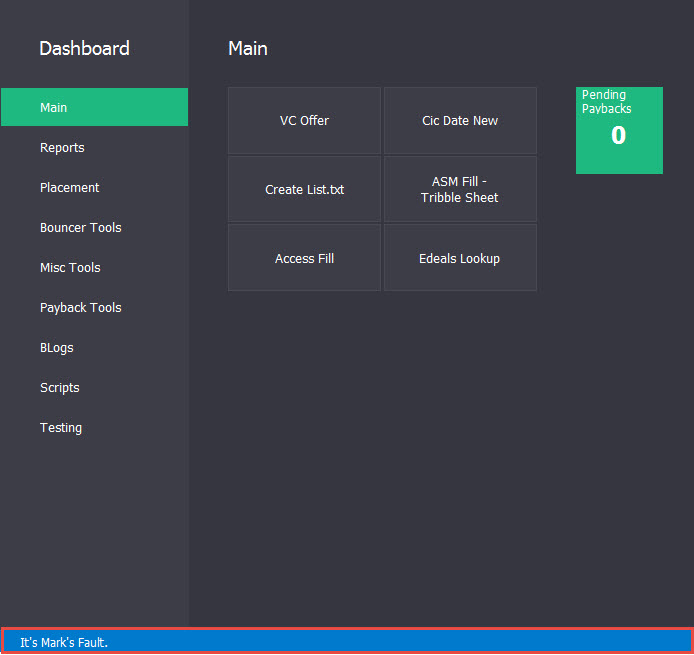 Dashboard
Main
Reports
Placement
Bouncer Tools
Misc Tools
Payback Tools
BLogs
Scripts
Testing
Main
VC Offer
Cic Date New
Create List.txt
ASM Fill -
Tribble Sheet
Access Fill
Edeals Lookup
Pending
Paybacks
0
It's Mark's Fault.